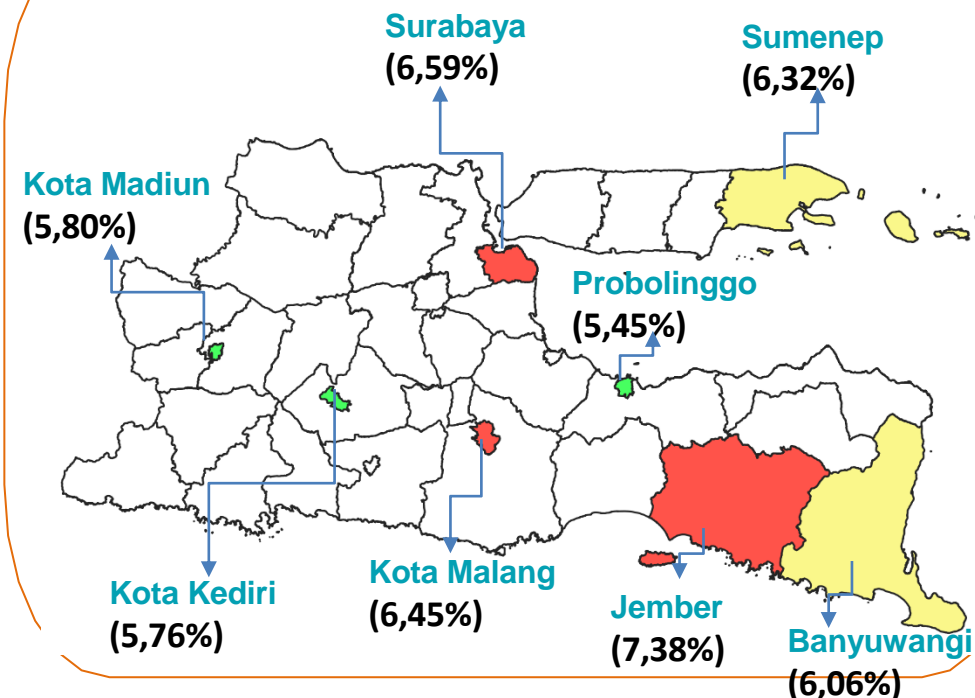 Surabaya
(6,59%)
Sumenep
(6,32%)
Kota Madiun
(5,80%)
Probolinggo
(5,45%)
Kota Kediri
(5,76%)
Kota Malang
(6,45%)
Jember
(7,38%)
Banyuwangi
(6,06%)